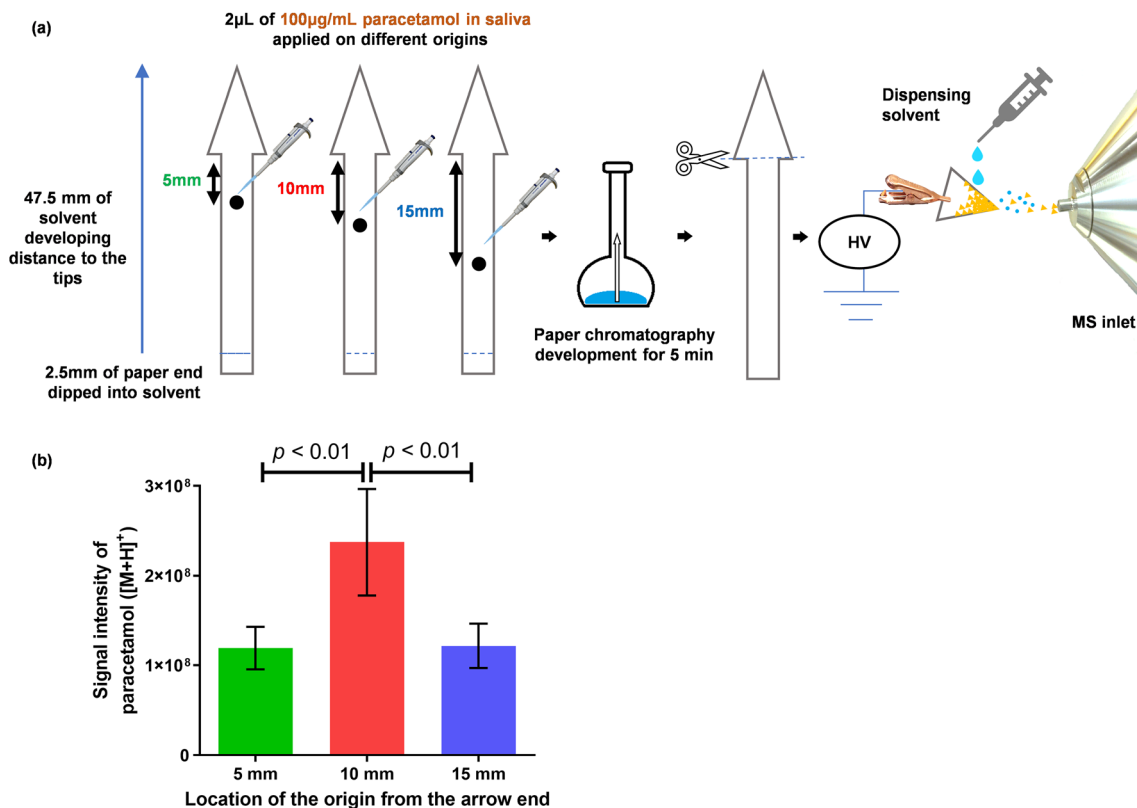 (a)
2µL of 100µg/mL paracetamol in saliva
applied on different origins
5mm
10mm
15mm
47.5 mm of
solvent
developing
distance to the
tips
2.5mm of paper end
dipped into solvent
Paper chromatography
development for 5 min
Dispensing
solvent
HV
MS inlet
(b)
p < 0.01
p < 0.01
3×10⁸
2×10⁸
1×10⁸
0
Signal intensity of
paracetamol ([M+H]⁺)
5 mm
10 mm
15 mm
Location of the origin from the arrow end